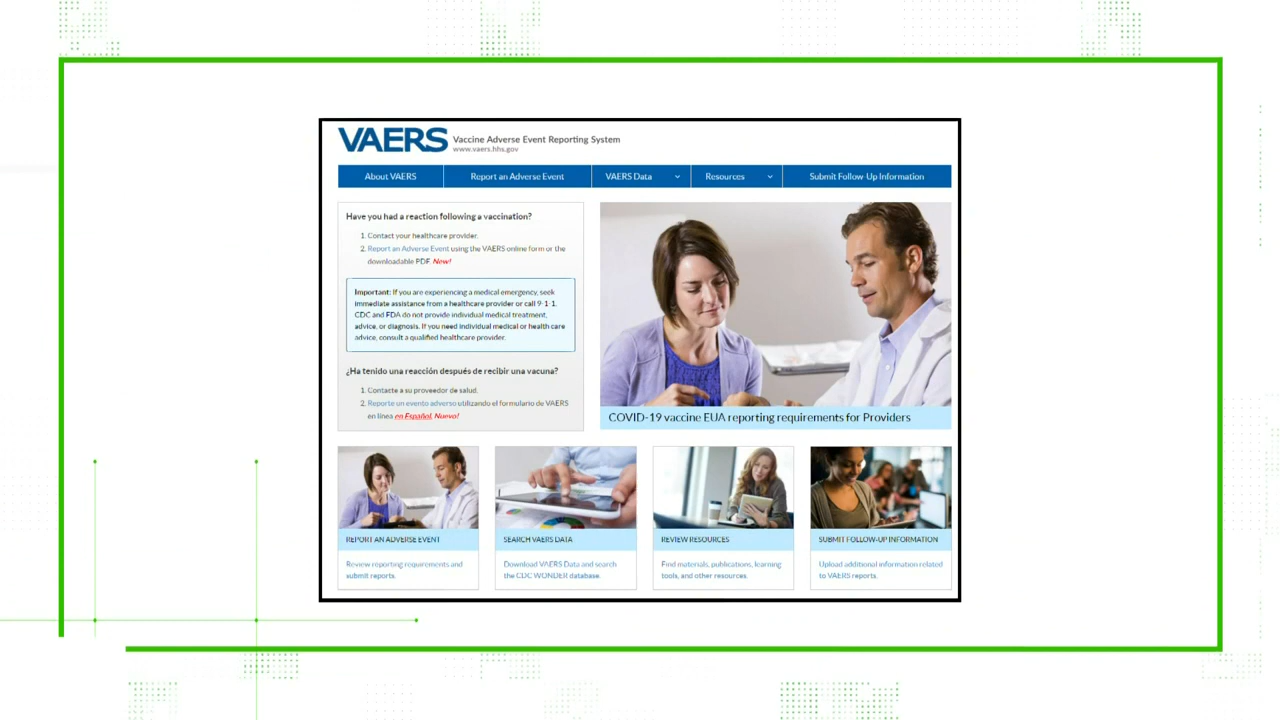 VAERS Vaccine Adverse Event Reporting System
www.vaers.hhs.gov
About VAERS Report an Adverse Event VAERS Data Resources Submit Follow-Up Information
Have you had a reaction following a vaccination?
1. Contact your healthcare provider.
2. Report an Adverse Event using the VAERS online form or the
downloadable PDF. New!
Important: If you are experiencing a medical emergency, seek
immediate assistance from a healthcare provider or call 9-1-1.
CDC and FDA do not provide individual medical treatment,
advice, or diagnosis. If you need individual medical or health care
advice, consult a qualified healthcare provider.
¿Ha tenido una reacción después de recibir una vacuna?
1. Contacte a su proveedor de salud.
2. Reporte un evento adverso utilizando el formulario de VAERS
en línea en Español. Nuevo!
COVID-19 vaccine EUA reporting requirements for Providers
REPORT AN ADVERSE EVENT
Review reporting requirements and
submit reports.
SEARCH VAERS DATA
Download VAERS Data and search
the CDC WONDER database.
REVIEW RESOURCES
Find materials, publications, learning
tools, and other resources.
SUBMIT FOLLOW-UP INFORMATION
Upload additional information related
to VAERS reports.